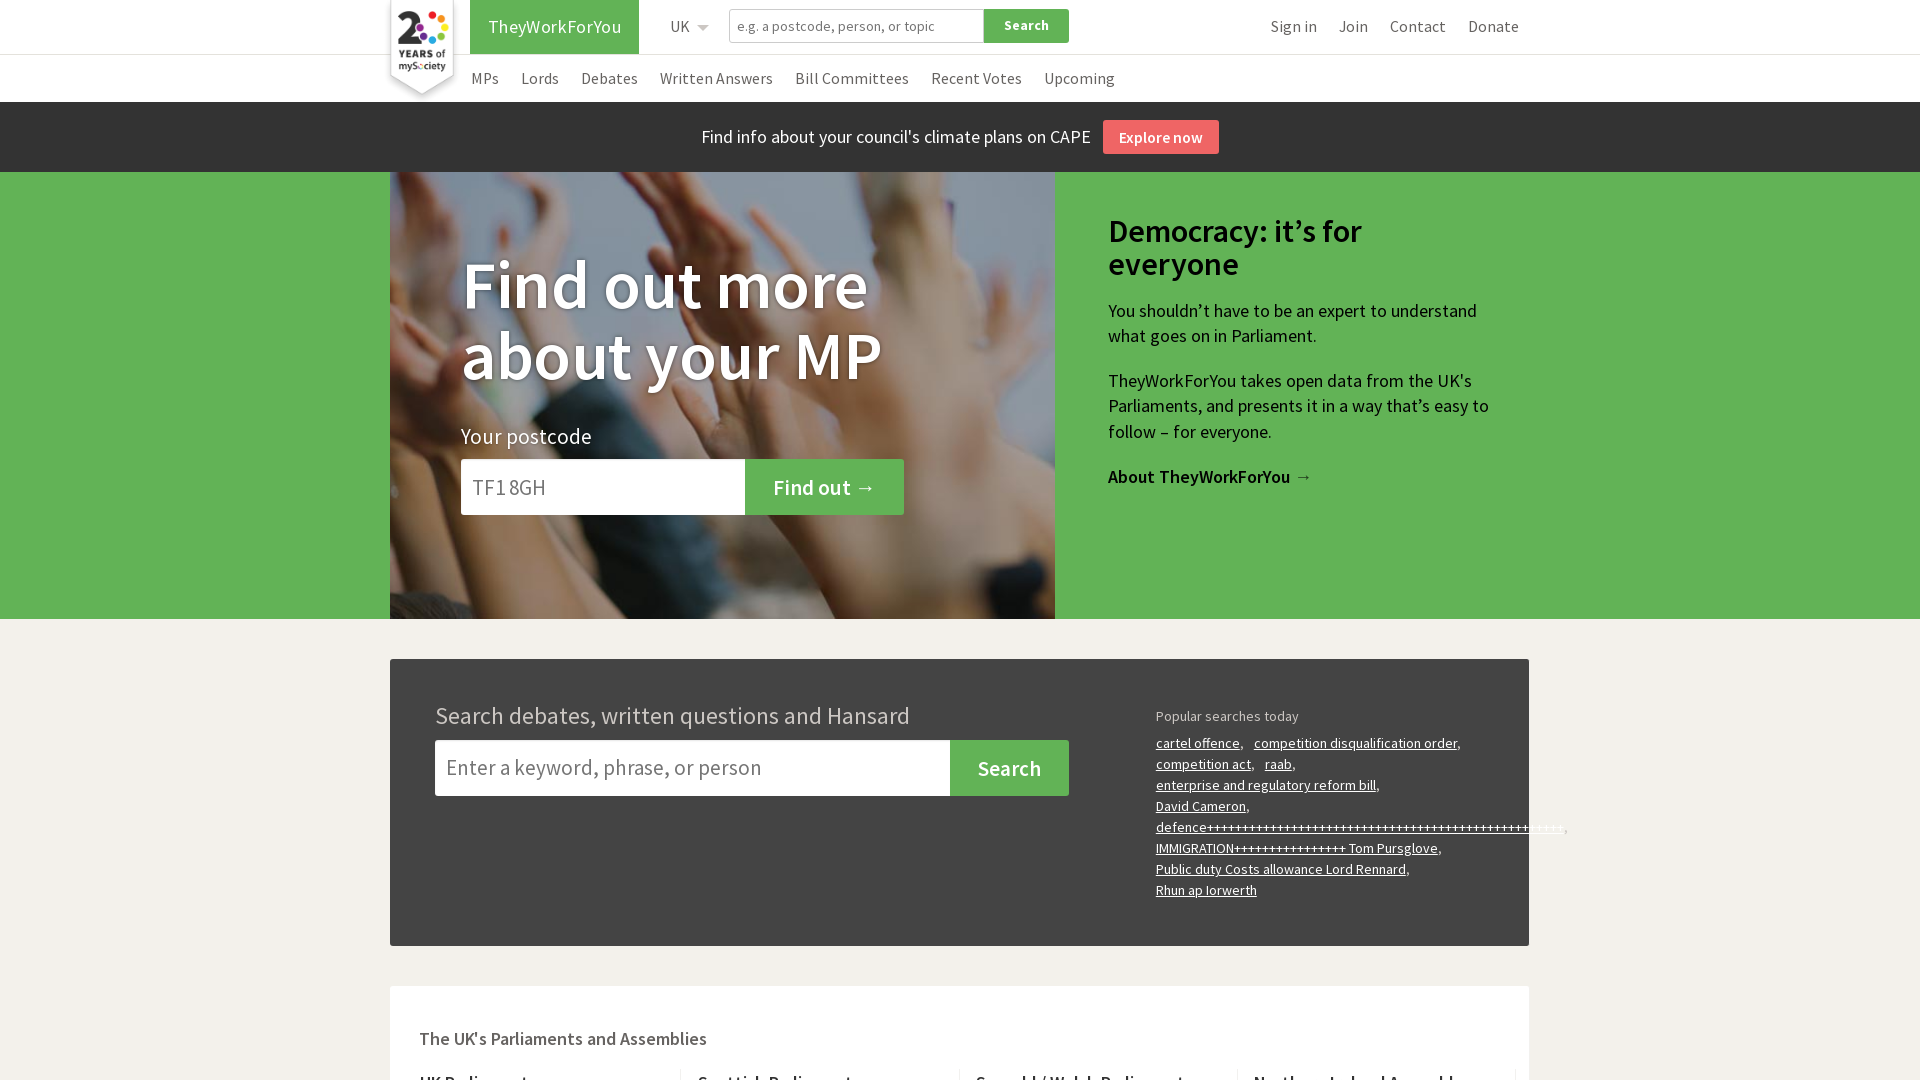 20 YEARS of mySociety
TheyWorkForYou
UK
e.g. a postcode, person, or topic
Search
Sign in
Join
Contact
Donate
MPs
Lords
Debates
Written Answers
Bill Committees
Recent Votes
Upcoming
Find info about your council's climate plans on CAPE
Explore now
Find out more
about your MP
Your postcode
TF1 8GH
Find out →
Democracy: it’s for
everyone
You shouldn’t have to be an expert to understand
what goes on in Parliament.
TheyWorkForYou takes open data from the UK's
Parliaments, and presents it in a way that’s easy to
follow – for everyone.
About TheyWorkForYou →
Search debates, written questions and Hansard
Enter a keyword, phrase, or person
Search
Popular searches today
cartel offence, competition disqualification order,
competition act, raab,
enterprise and regulatory reform bill,
David Cameron,
defence+++++++++++++++++++++++++++++++++++++++++++++++++++,
IMMIGRATION++++++++++++++++ Tom Pursglove,
Public duty Costs allowance Lord Rennard,
Rhun ap Iorwerth
The UK's Parliaments and Assemblies